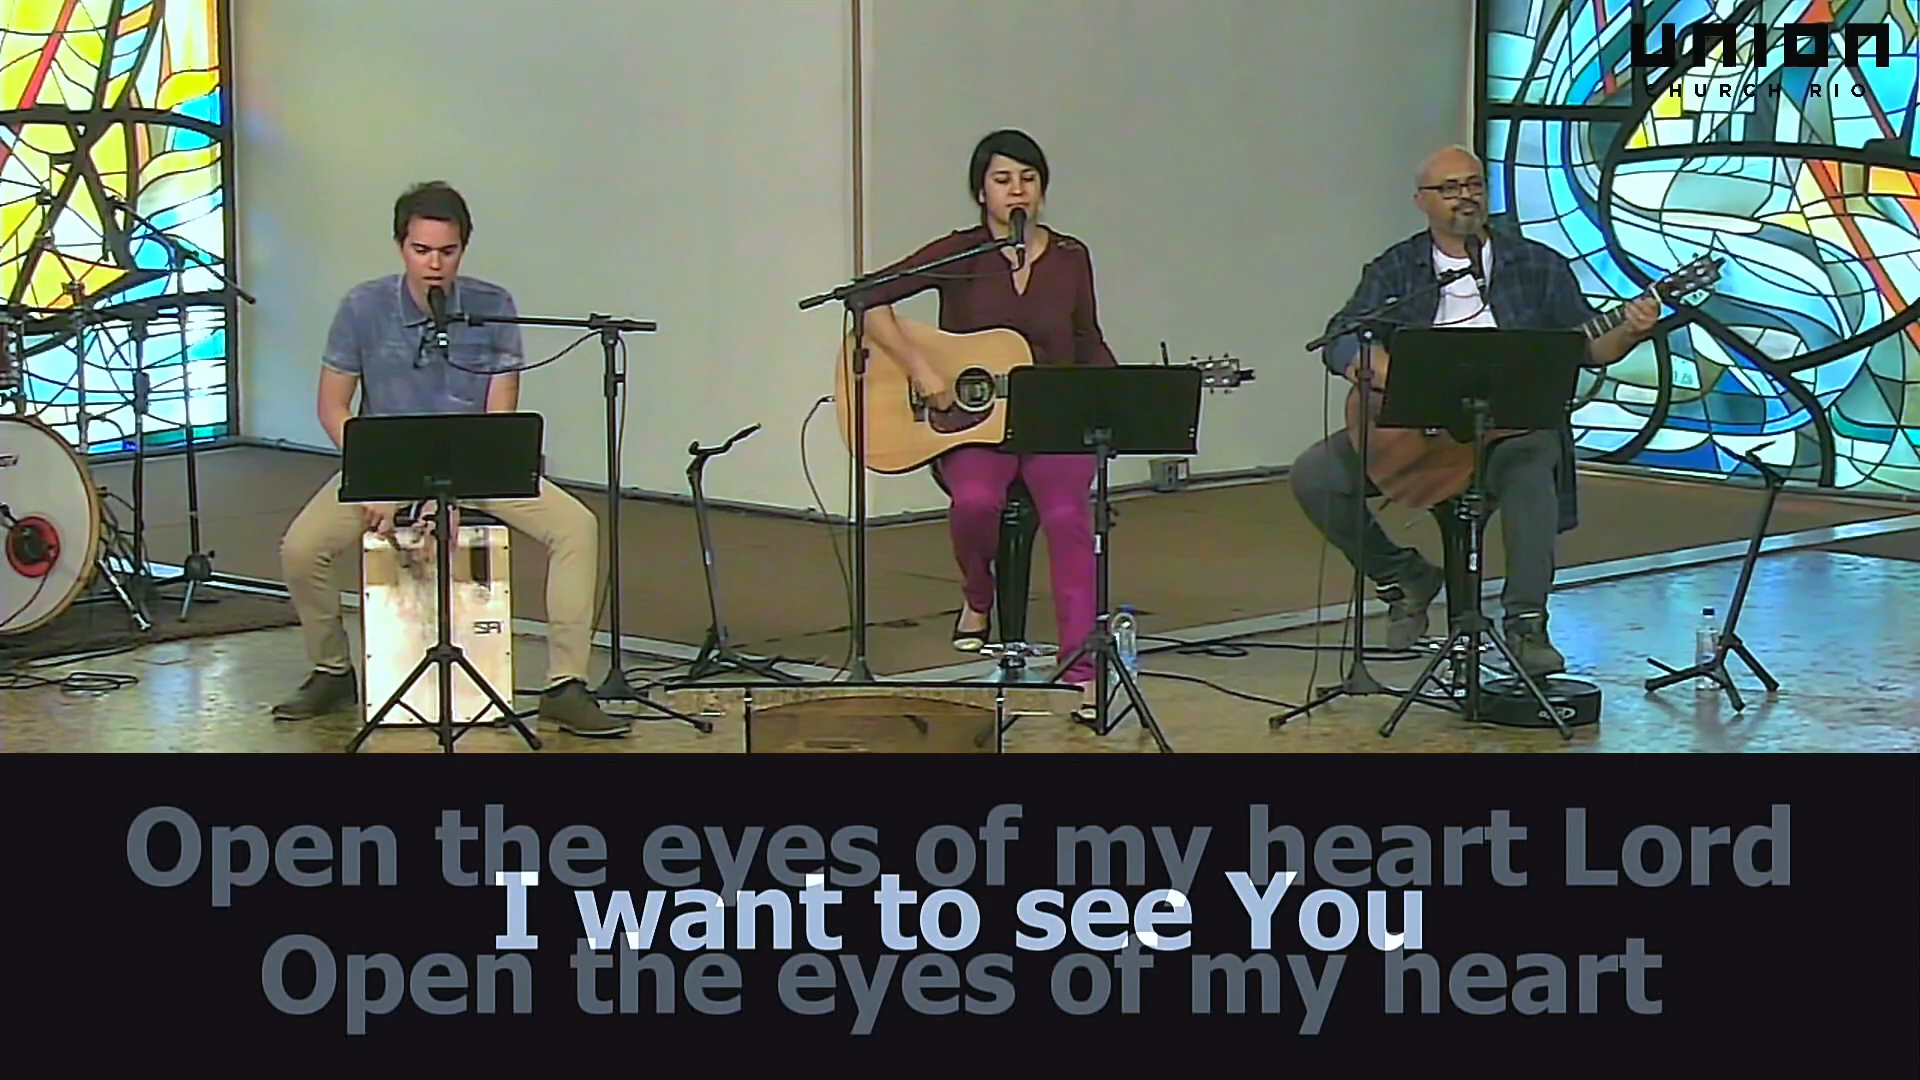 UNION
CHURCH RIO
Open the eyes of my heart Lord
I want to see You
Open the eyes of my heart